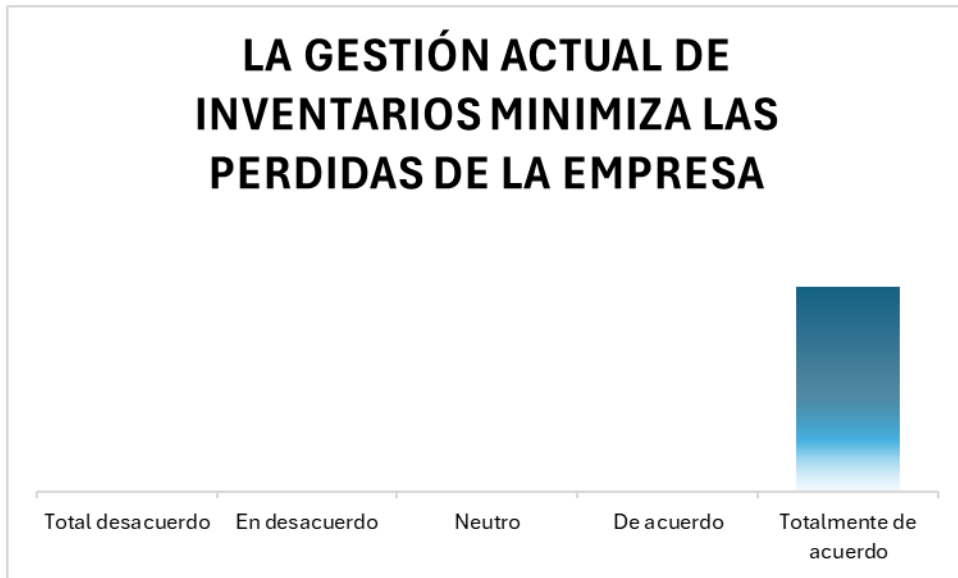 LA GESTIÓN ACTUAL DE
INVENTARIOS MINIMIZA LAS
PERDIDAS DE LA EMPRESA
Total desacuerdo
En desacuerdo
Neutro
De acuerdo
Totalmente de
acuerdo